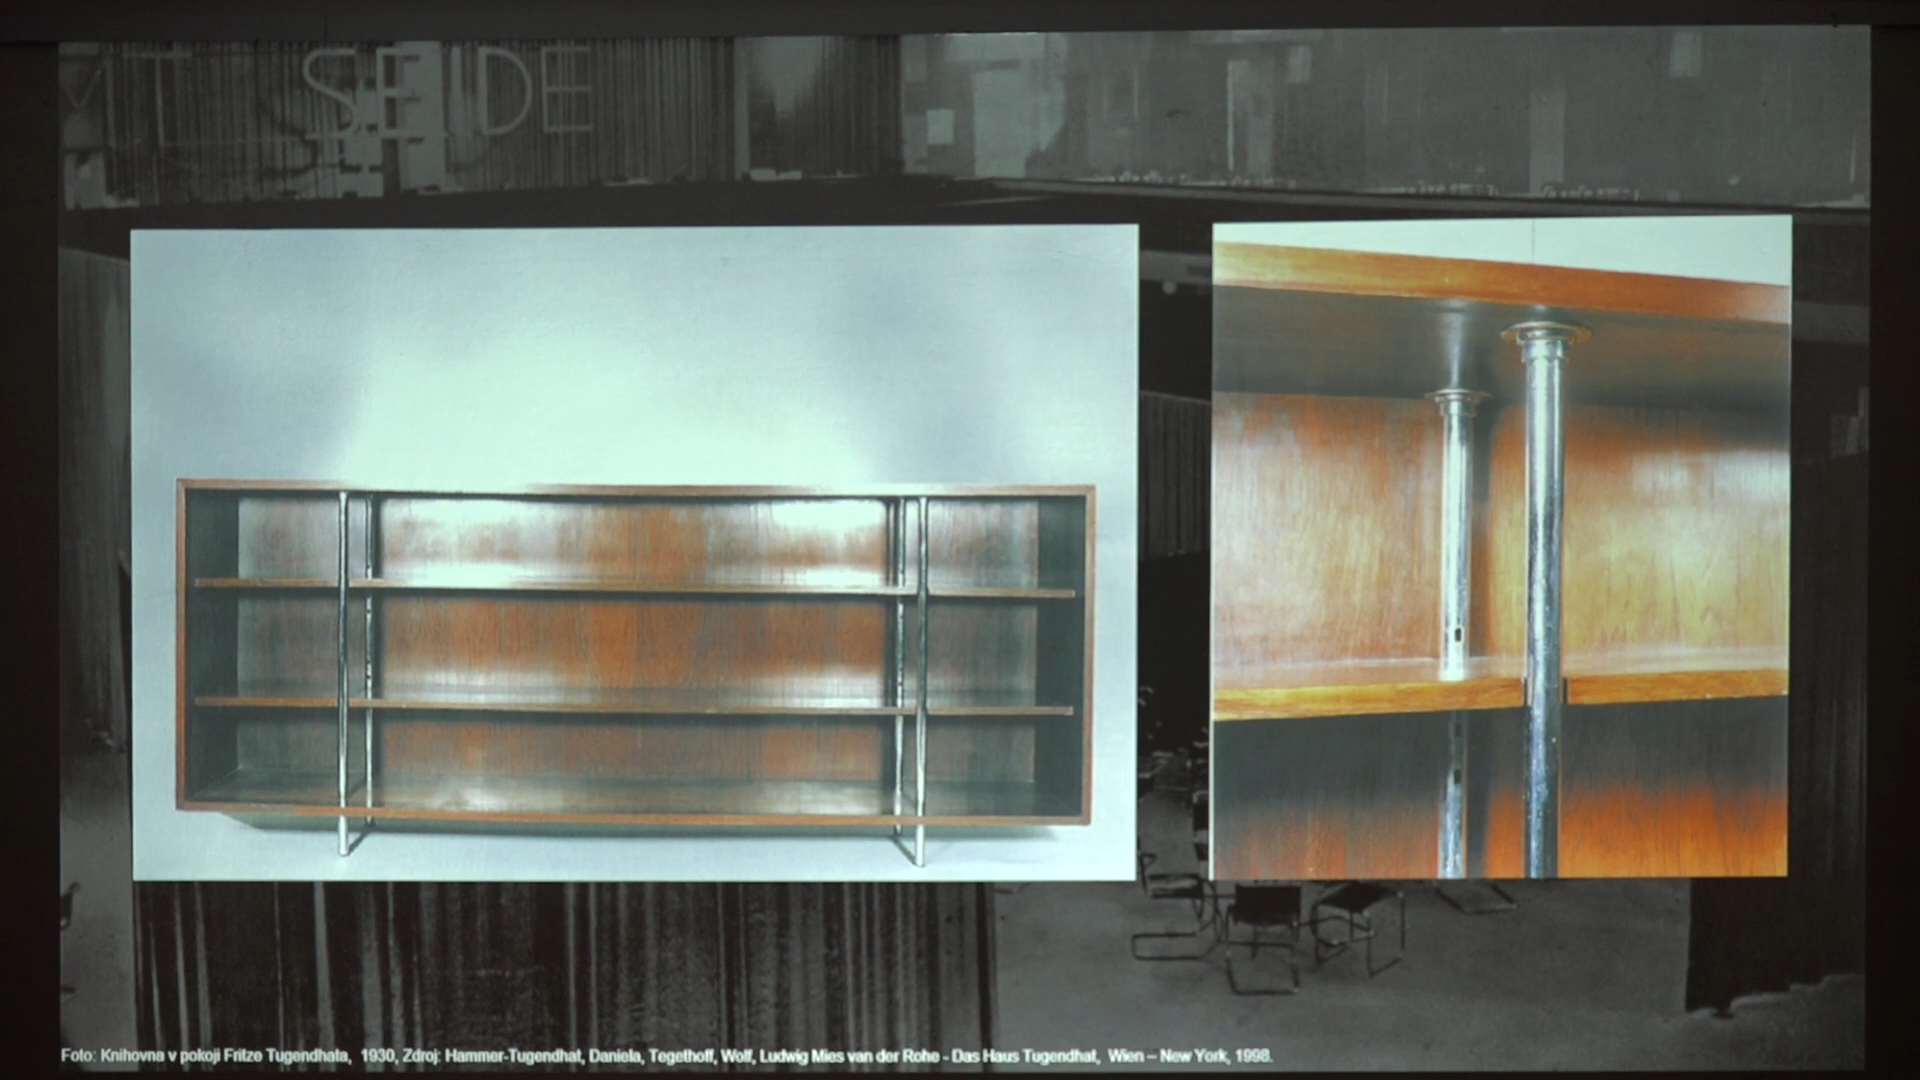 SEIDE
Foto: Knihovna v pokoji Fritze Tugendhata, 1930, Zdroj: Hammer-Tugendhat, Daniela, Tegethoff, Wolf, Ludwig Mies van der Rohe - Das Haus Tugendhat, Wien – New York, 1998.